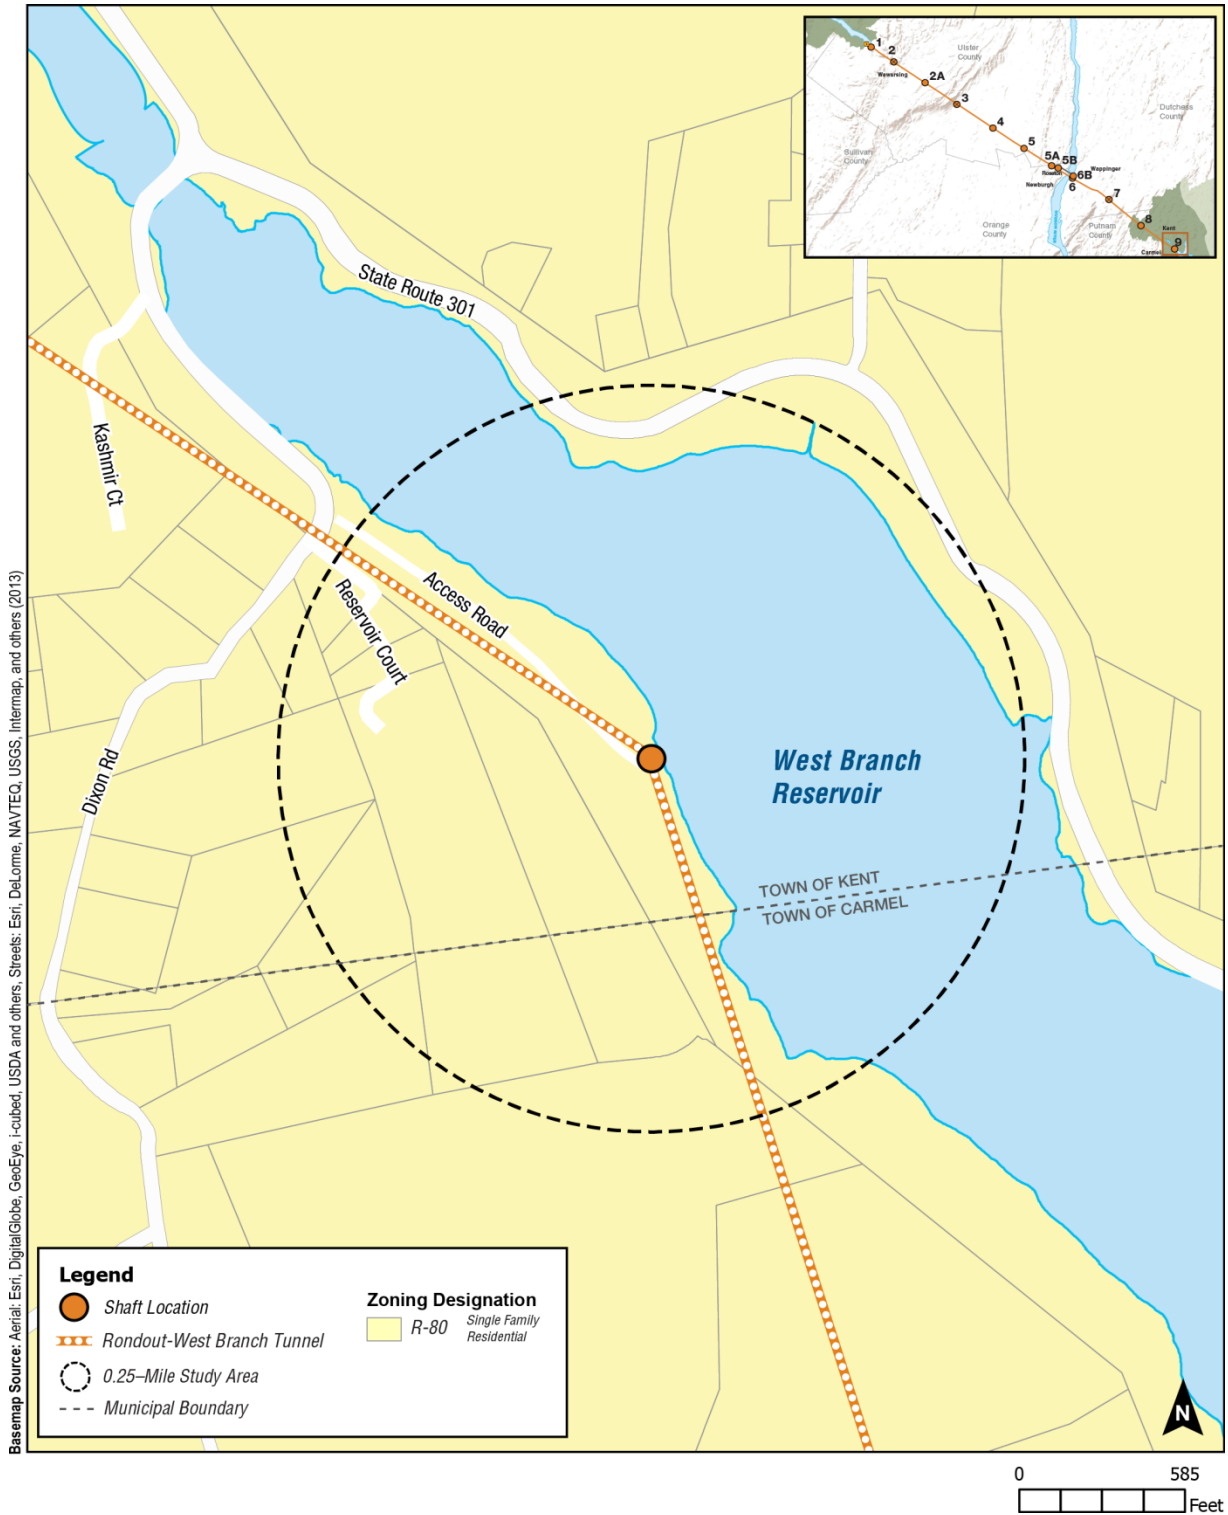 1
2
Wawarsing
Ulster
County
2A
3
Dutchess
County
4
Sullivan
County
5
5A
5B
Roseton
Wappinger
6B
Newburgh
6
7
Orange
County
Putnam
County
8
Kent
9
Carmel
State Route 301
Kashmir Ct
Access Road
Reservoir Court
Dixon Rd
West Branch
Reservoir
TOWN OF KENT
TOWN OF CARMEL
Basemap Source: Aerial: Esri, DigitalGlobe, GeoEye, i-cubed, USDA and others, Streets: Esri, DeLorme, NAVTEQ, USGS, Intermap, and others (2013)
Legend
Shaft Location
Rondout-West Branch Tunnel
0.25–Mile Study Area
Municipal Boundary
Zoning Designation
R-80 Single Family
Residential
N
0 585
Feet